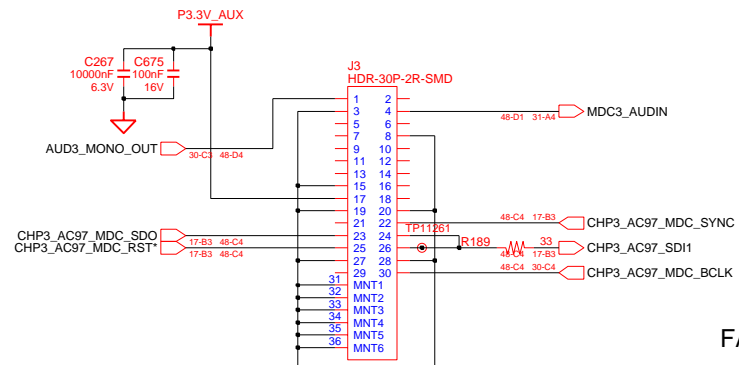 P3.3V_AUX
C267
10000nF
6.3V
C675
100nF
16V
J3
HDR-30P-2R-SMD
1 2
3 4
5 6
7 8
9 10
11 12
13 14
15 16
17 18
19 20
21 22
23 24
25 26
27 28
29 30
31 MNT1
32 MNT2
33 MNT3
34 MNT4
35 MNT5
36 MNT6
AUD3_MONO_OUT
30-C3 48-D4
CHP3_AC97_MDC_SDO
17-B3 48-C4
CHP3_AC97_MDC_RST*
17-B3 48-C4
48-D1 31-A4
MDC3_AUDIN
48-C4 17-B3
CHP3_AC97_MDC_SYNC
TP11261
R189
33
48-C4 17-B3
CHP3_AC97_SDI1
48-C4 30-C4
CHP3_AC97_MDC_BCLK